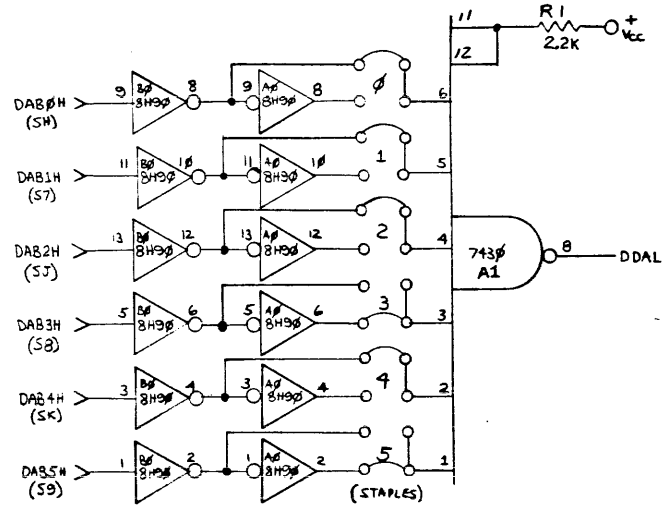 11 R1 +
12 2.2K Vcc
9 BØ 8 9 AØ 8 Ø 6
DABØH 8H9Ø 8H9Ø
(SH)
11 BØ 1Ø 11 AØ 1Ø 1 5
DAB1H 8H9Ø 8H9Ø
(S7)
13 BØ 12 13 AØ 12 2 4
DAB2H 8H9Ø 8H9Ø
(SJ)
743Ø 8 DDAL
A1
5 BØ 6 5 AØ 6 3 3
DAB3H 8H9Ø 8H9Ø
(S8)
3 BØ 4 3 AØ 4 4 2
DAB4H 8H9Ø 8H9Ø
(SK)
1 BØ 2 1 AØ 2 5 1
DAB5H 8H9Ø 8H9Ø
(S9)
(STAPLES)